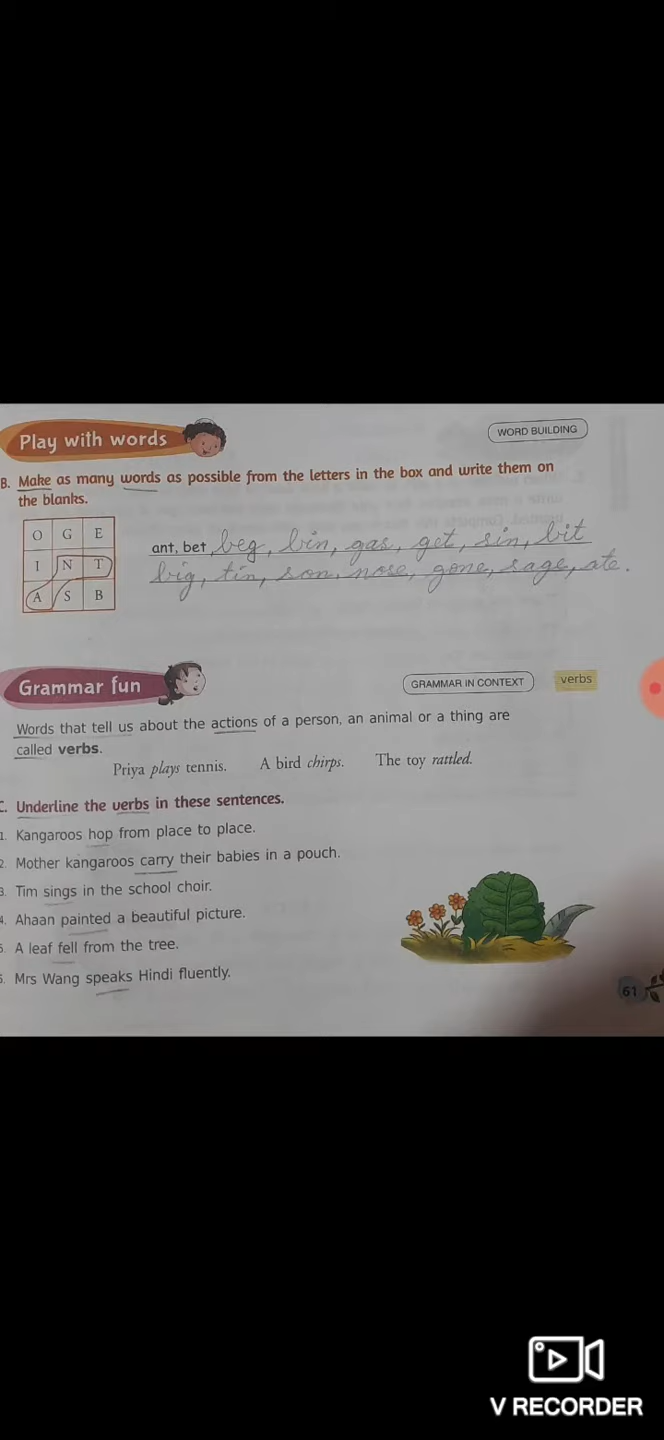 Play with words
WORD BUILDING
B. Make as many words as possible from the letters in the box and write them on
the blanks.
O G E
I N T
A S B
ant, bet, beg, bin, gas, get, sin, bit
big, tin, son, nose, gone, sage, ate.
Grammar fun
GRAMMAR IN CONTEXT
verbs
Words that tell us about the actions of a person, an animal or a thing are
called verbs.
Priya plays tennis. A bird chirps. The toy rattled.
C. Underline the verbs in these sentences.
1. Kangaroos hop from place to place.
2. Mother kangaroos carry their babies in a pouch.
3. Tim sings in the school choir.
4. Ahaan painted a beautiful picture.
5. A leaf fell from the tree.
6. Mrs Wang speaks Hindi fluently.
61
V RECORDER